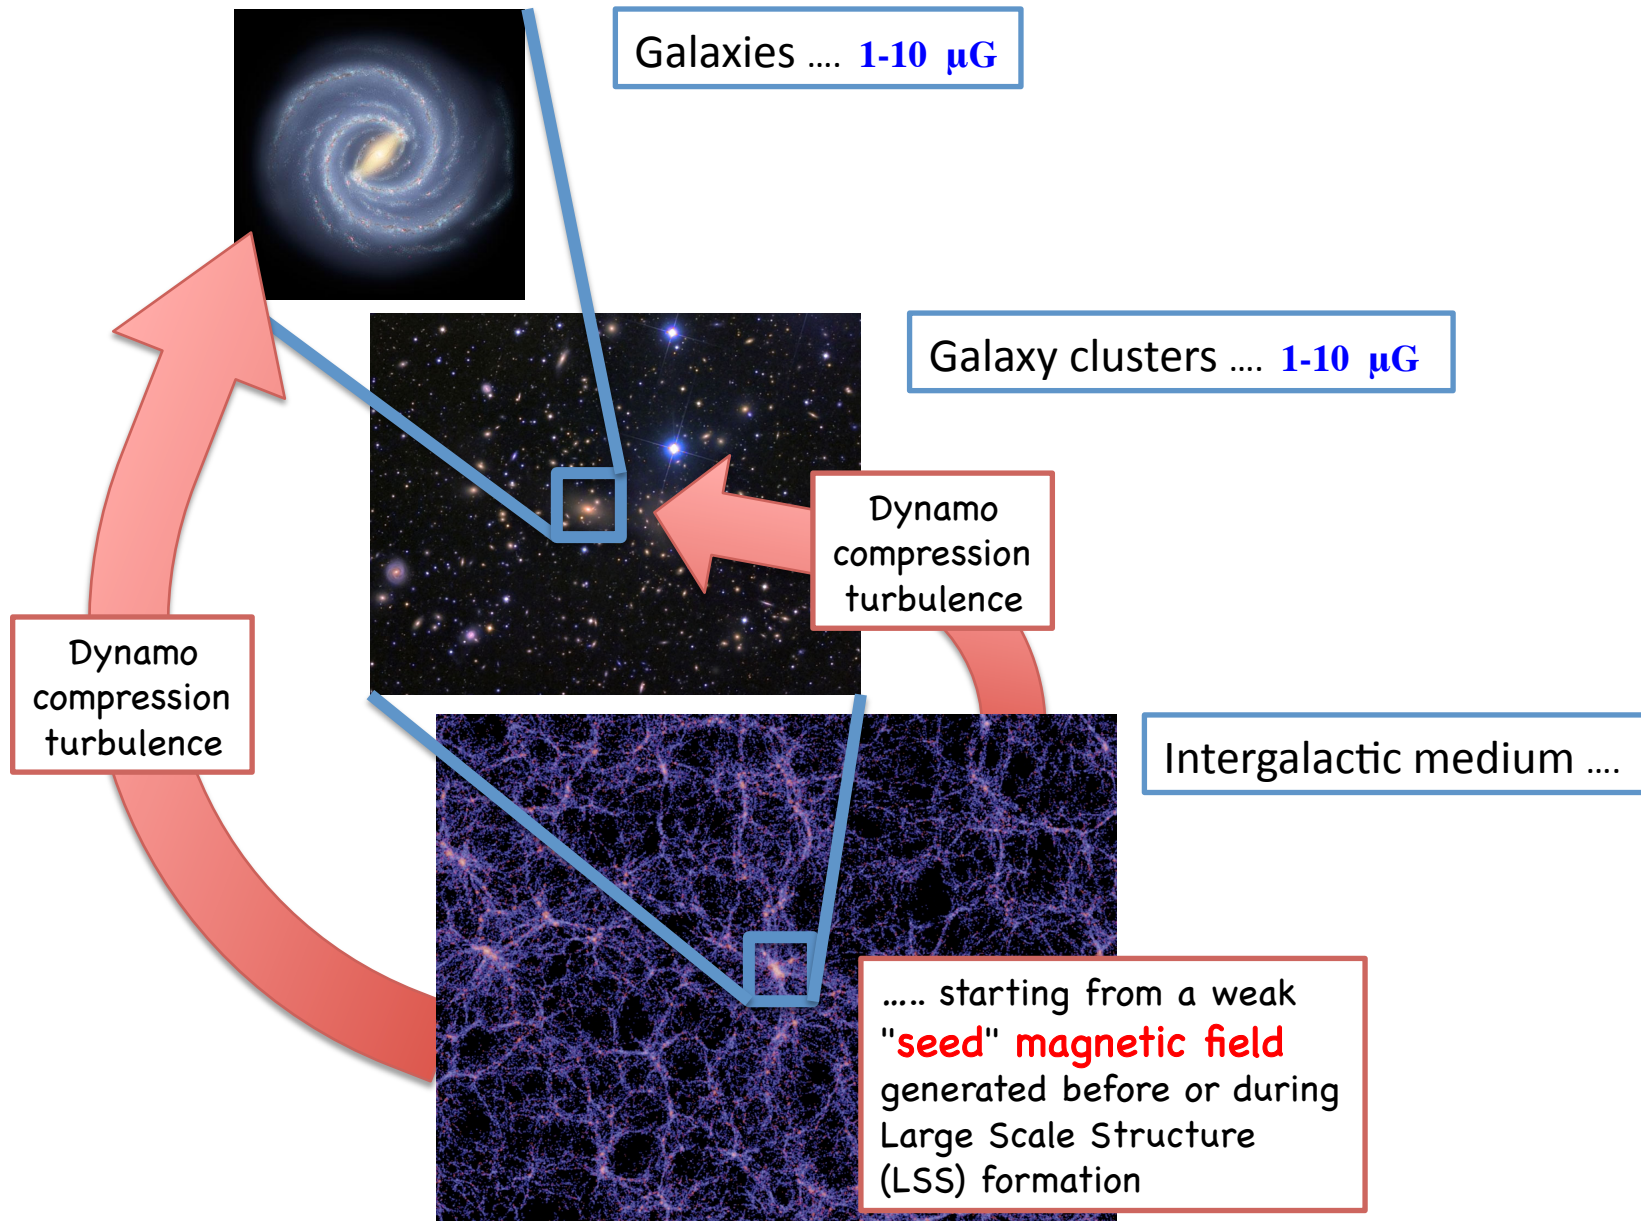 Galaxies .... 1-10 μG
Galaxy clusters .... 1-10 μG
Dynamo
compression
turbulence
Dynamo
compression
turbulence
Intergalactic medium ....
..... starting from a weak
"seed" magnetic field
generated before or during
Large Scale Structure
(LSS) formation